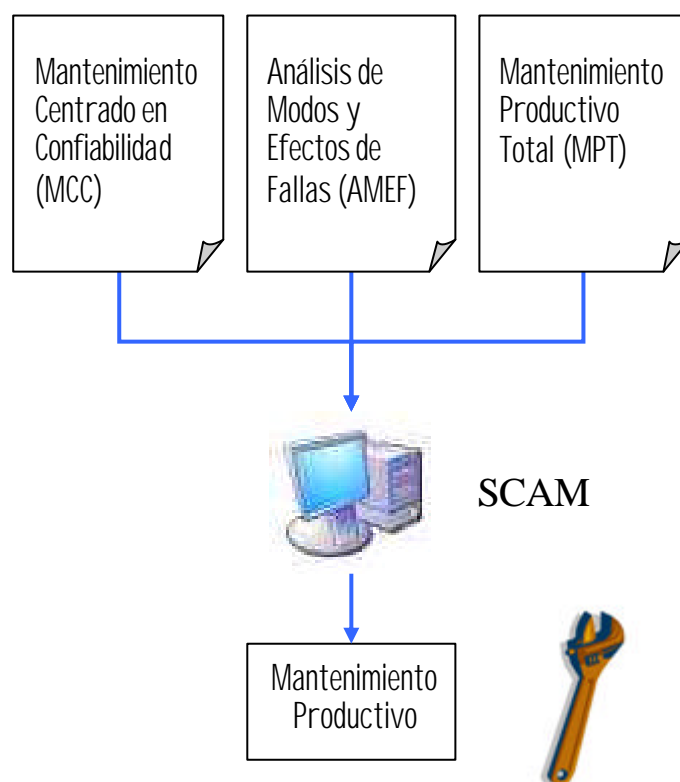 Mantenimiento
Centrado en
Confiabilidad
(MCC)
Análisis de
Modos y
Efectos de
Fallas (AMEF)
Mantenimiento
Productivo
Total (MPT)
SCAM
Mantenimiento
Productivo